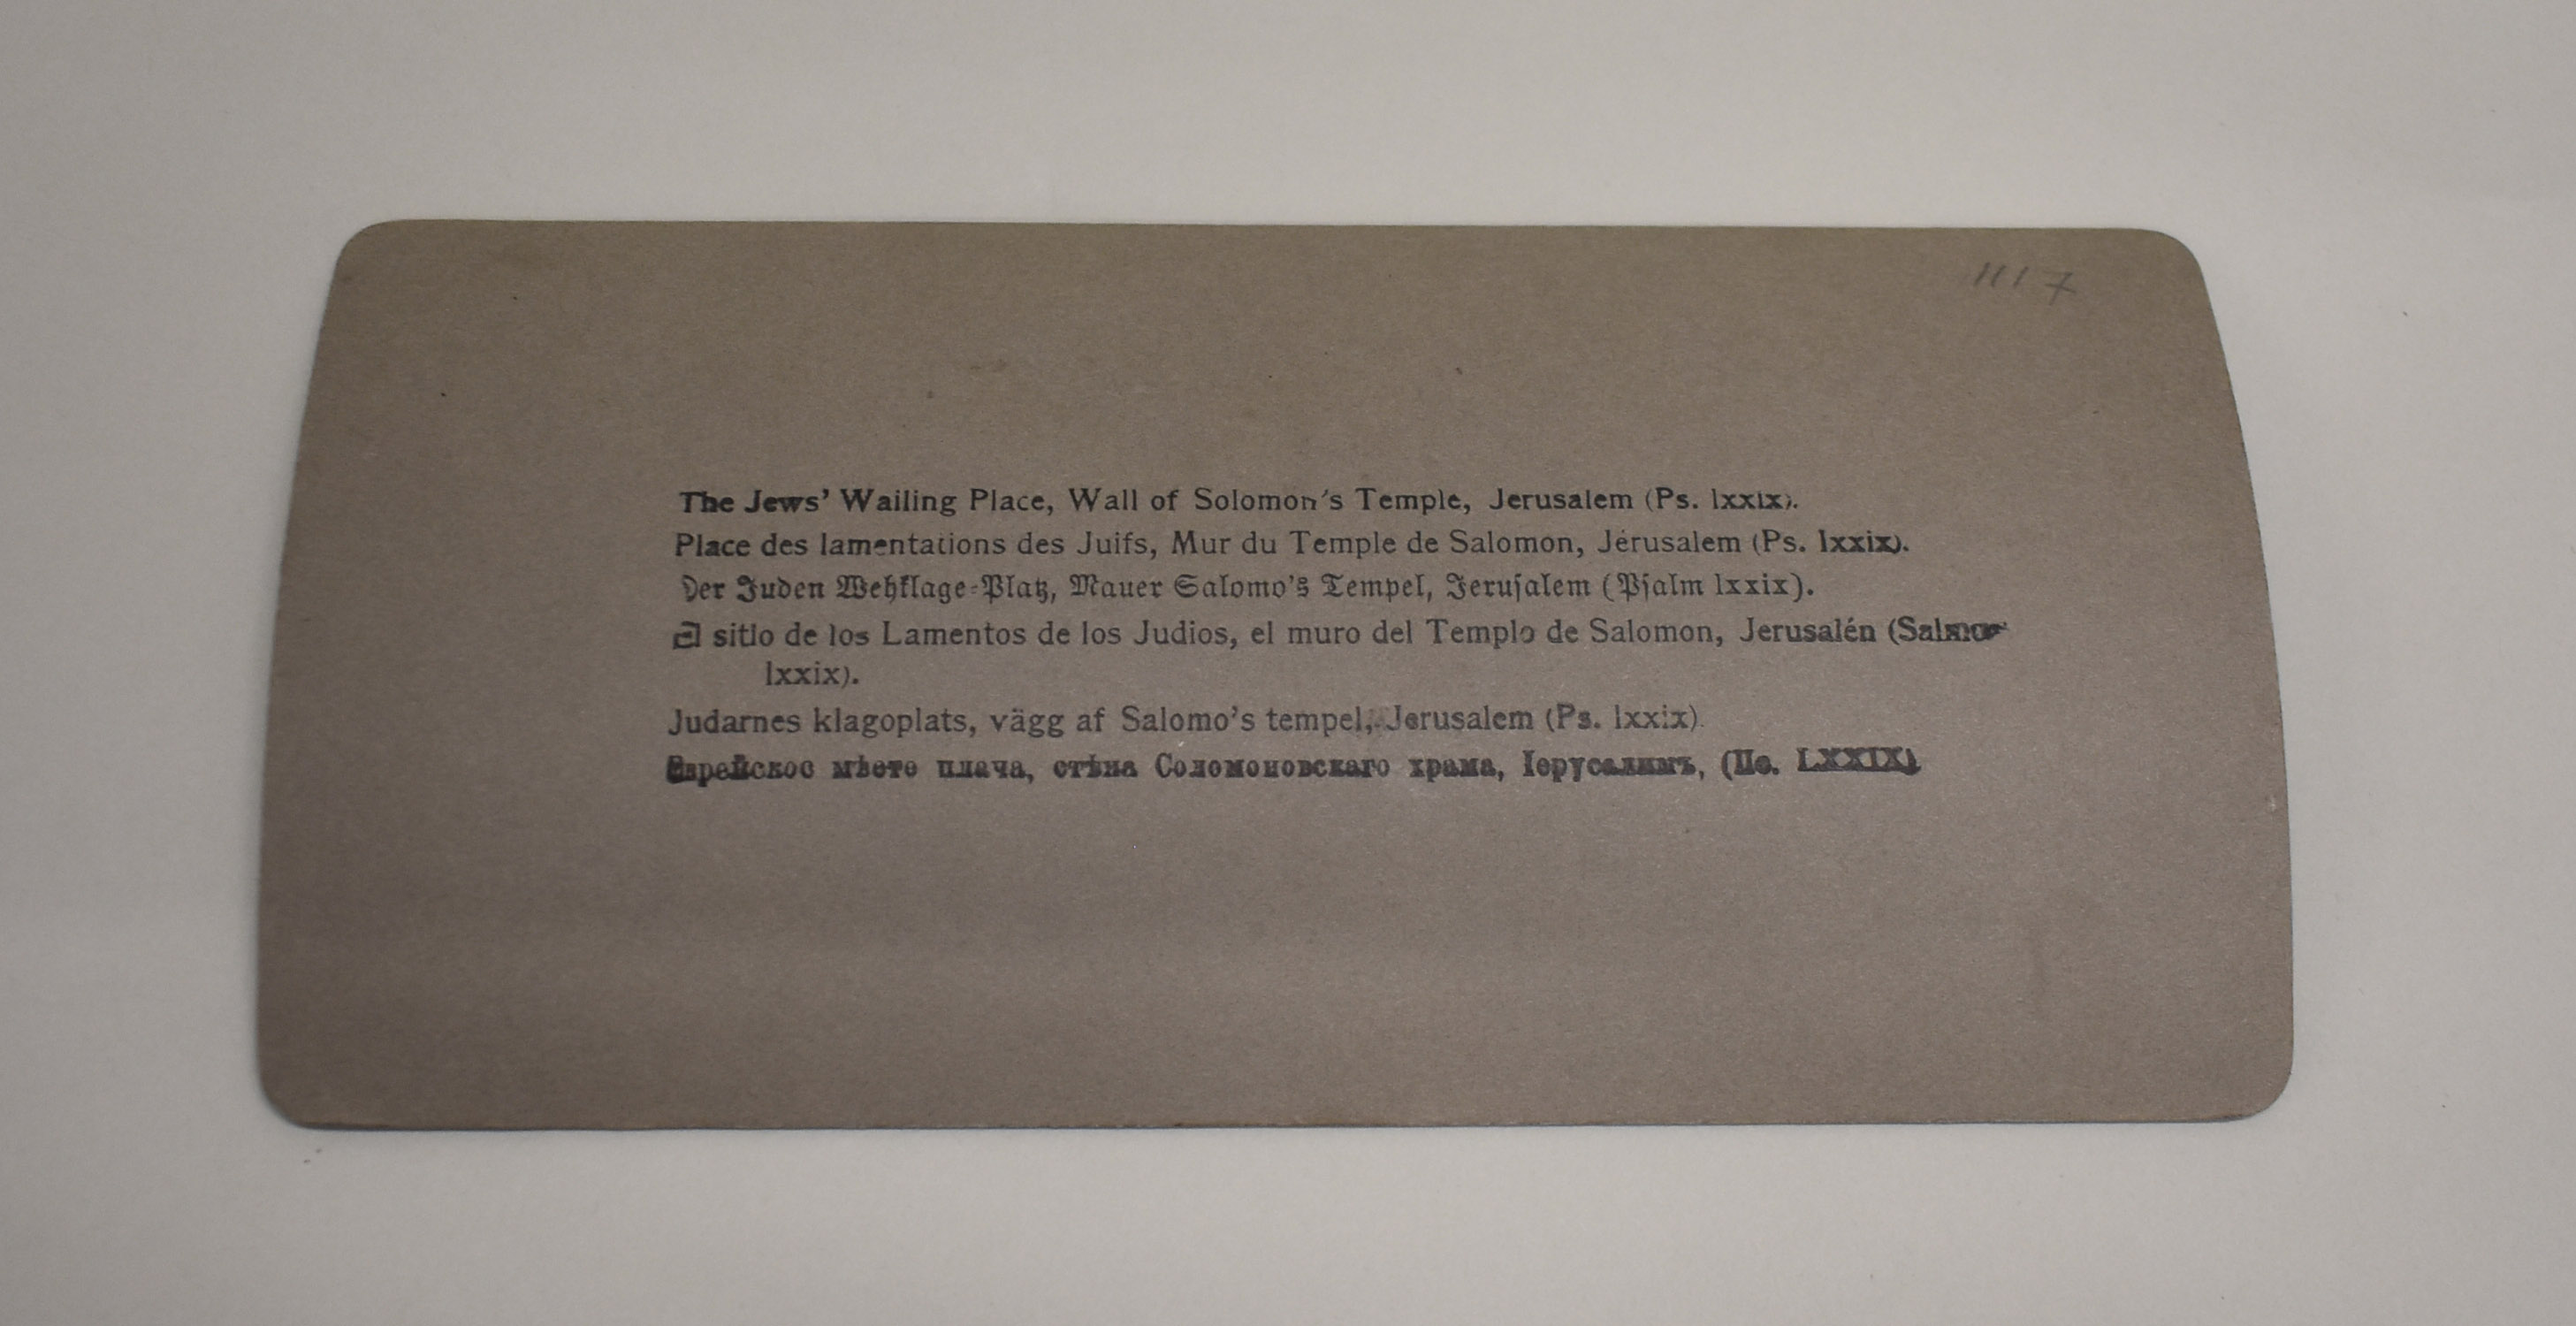 1117
The Jews’ Wailing Place, Wall of Solomon’s Temple, Jerusalem (Ps. lxxix).
Place des lamentations des Juifs, Mur du Temple de Salomon, Jérusalem (Ps. lxxix).
Der Juden Wehklage-Platz, Mauer Salomo’s Tempel, Jerusalem (Psalm lxxix).
El sitio de los Lamentos de los Judios, el muro del Templo de Salomon, Jerusalén (Salmo
lxxix).
Judarnes klagoplats, vägg af Salomo’s tempel, Jerusalem (Ps. lxxix).
Еврейское мѣсто плача, стѣна Соломоновскаго храма, Іерусалимъ, (Пс. LXXIX)